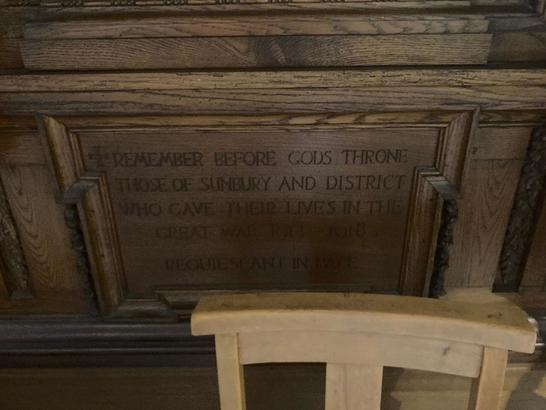 REMEMBER BEFORE GODS THRONE
THOSE OF SUNBURY AND DISTRICT
WHO GAVE THEIR LIVES IN THE
GREAT WAR 1914-1918.
REQUIESCANT IN PACE